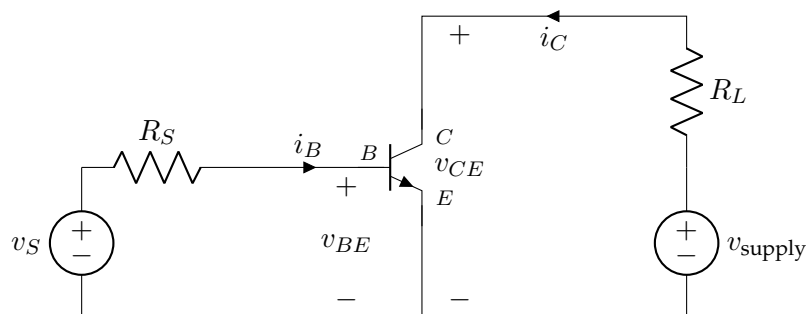 +
i_C
R_L
R_S
i_B
B
C
v_CE
+
E
v_S
+
−
v_BE
+
−
v_supply
−
−